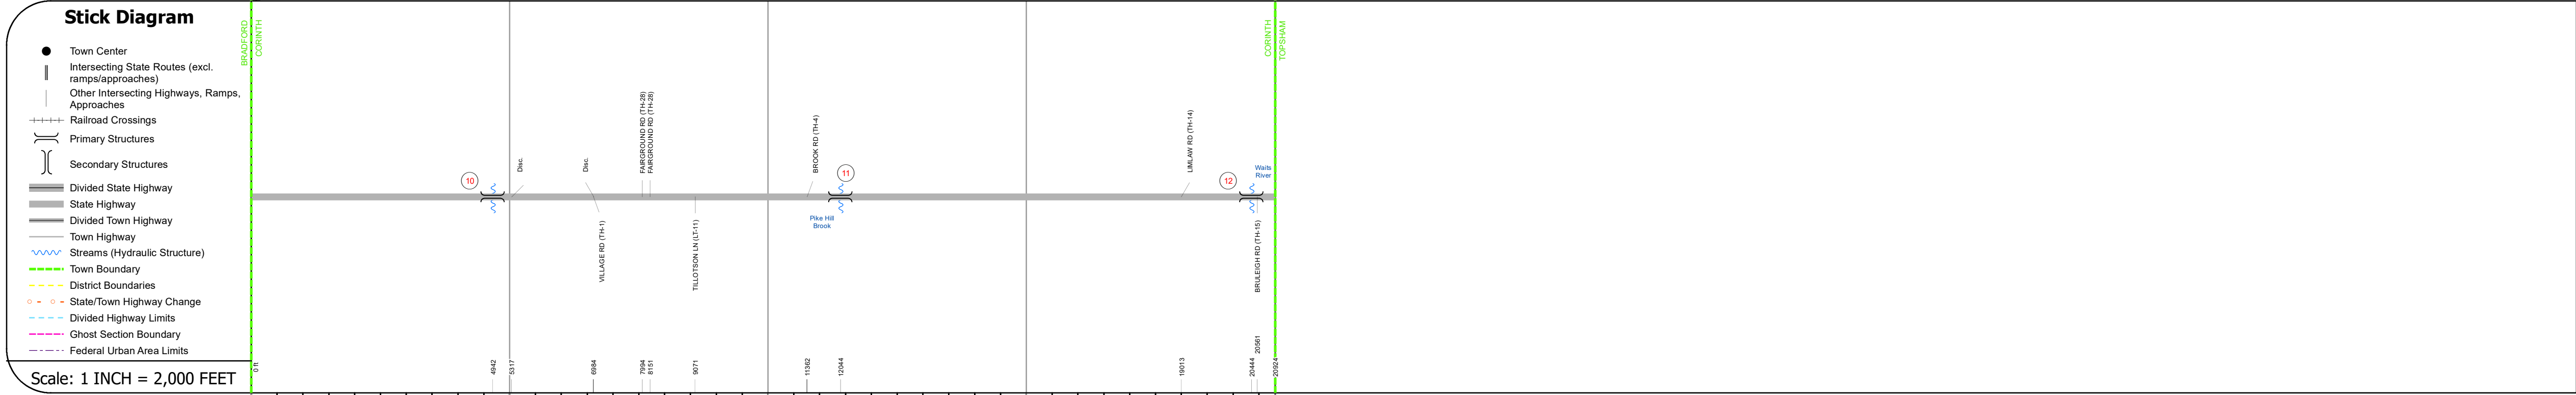 Stick Diagram
Town Center
Intersecting State Routes (excl.
ramps/approaches)
Other Intersecting Highways, Ramps,
Approaches
Railroad Crossings
Primary Structures
Secondary Structures
Divided State Highway
State Highway
Divided Town Highway
Town Highway
Streams (Hydraulic Structure)
Town Boundary
District Boundaries
State/Town Highway Change
Divided Highway Limits
Ghost Section Boundary
Federal Urban Area Limits
Scale: 1 INCH = 2,000 FEET
BRADFORD
CORINTH
10
Disc.
Disc.
VILLAGE RD (TH-1)
FAIRGROUND RD (TH-28)
FAIRGROUND RD (TH-28)
TILLOTSON LN (LT-11)
BROOK RD (TH-4)
11
Pike Hill
Brook
LIMLAW RD (TH-14)
12
Waits
River
BRULEIGH RD (TH-15)
CORINTH
TOPSHAM
0 ft
4942
5317
6984
7994
8151
9071
11362
12044
19013
20444
20561
20924